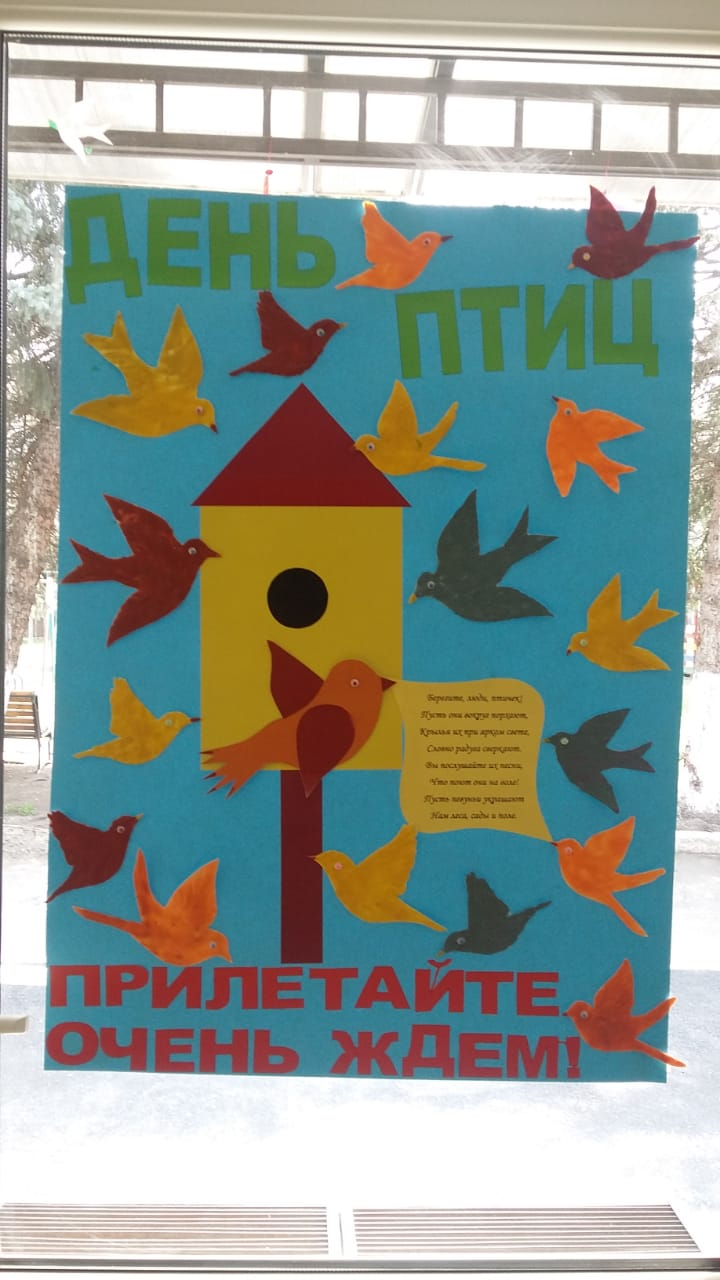 ДЕНЬ
ПТИЦ
Берегите, люди, птичек!
Пусть они вокруг порхают,
Крылья их при ярком свете,
Словно радуга сверкают.
Вы послушайте их песни,
Что поют они на воле!
Пусть певуньи украшают
Нам леса, сады и поле.
ПРИЛЕТАЙТЕ
ОЧЕНЬ ЖДЕМ!